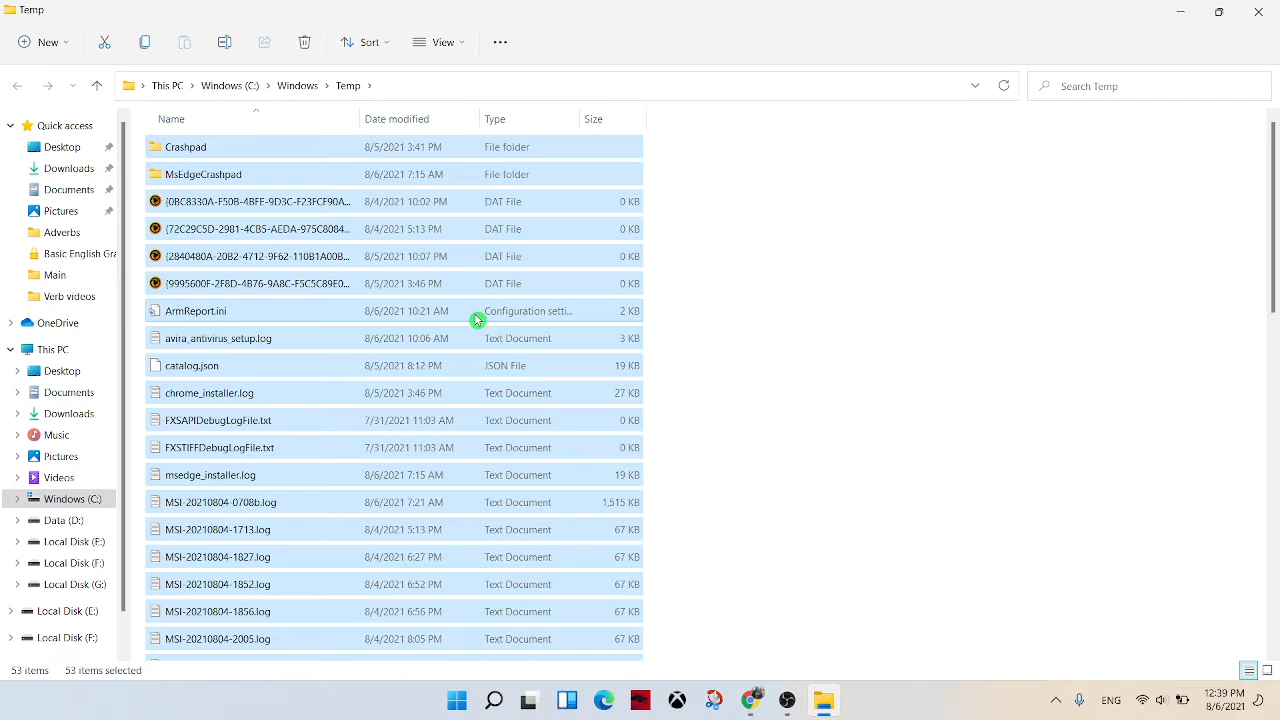 Temp
New Sort View
This PC Windows (C:) Windows Temp Search Temp
Name Date modified Type Size
Quick access
Desktop
Downloads
Documents
Pictures
Adverbs
Basic English Gra
Main
Verb videos
OneDrive
This PC
Desktop
Documents
Downloads
Music
Pictures
Videos
Windows (C:)
Data (D:)
Local Disk (E:)
Local Disk (F:)
Local Disk (G:)
Local Disk (E:)
Local Disk (F:)
Crashpad 8/5/2021 3:41 PM File folder
MsEdgeCrashpad 8/6/2021 7:15 AM File folder
{0BC8330A-F50B-4BFE-9D3C-F23FCF90A... 8/4/2021 10:02 PM DAT File 0 KB
{72C29C5D-2981-4CB5-AEDA-975C8084... 8/4/2021 5:13 PM DAT File 0 KB
{2B40480A-20B2-4712-9F62-110B1A00B... 8/5/2021 10:07 PM DAT File 0 KB
{9995600F-2F8D-4B76-9A8C-F5C5C89E0... 8/5/2021 3:46 PM DAT File 0 KB
ArmReport.ini 8/6/2021 10:21 AM Configuration setti... 2 KB
avira_antivirus_setup.log 8/6/2021 10:06 AM Text Document 3 KB
catalog.json 8/5/2021 8:12 PM JSON File 19 KB
chrome_installer.log 8/5/2021 3:46 PM Text Document 27 KB
FXSAPIDebugLogFile.txt 7/31/2021 11:03 AM Text Document 0 KB
FXSTIFFDebugLogFile.txt 7/31/2021 11:03 AM Text Document 0 KB
msedge_installer.log 8/6/2021 7:15 AM Text Document 19 KB
MSI-20210804-0708b.log 8/6/2021 7:21 AM Text Document 1,515 KB
MSI-20210804-1713.log 8/4/2021 5:13 PM Text Document 67 KB
MSI-20210804-1827.log 8/4/2021 6:27 PM Text Document 67 KB
MSI-20210804-1852.log 8/4/2021 6:52 PM Text Document 67 KB
MSI-20210804-1856.log 8/4/2021 6:56 PM Text Document 67 KB
MSI-20210804-2005.log 8/4/2021 8:05 PM Text Document 67 KB
53 items 53 items selected
ENG 12:39 PM
8/6/2021